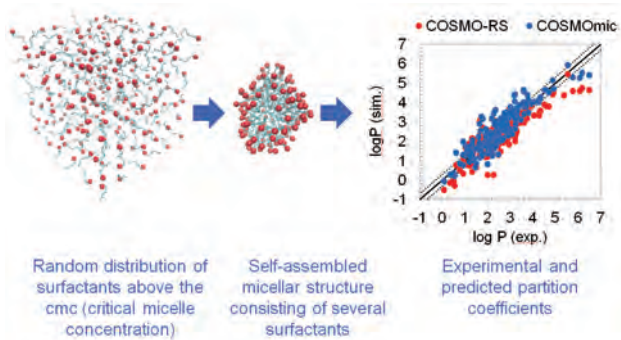 COSMO-RS COSMOmic
7
6
5
4
3
2
1
0
-1
logP (sim.)
-1 0 1 2 3 4 5 6 7
log P (exp.)
Random distribution of
surfactants above the
cmc (critical micelle
concentration)
Self-assembled
micellar structure
consisting of several
surfactants
Experimental and
predicted partition
coefficients